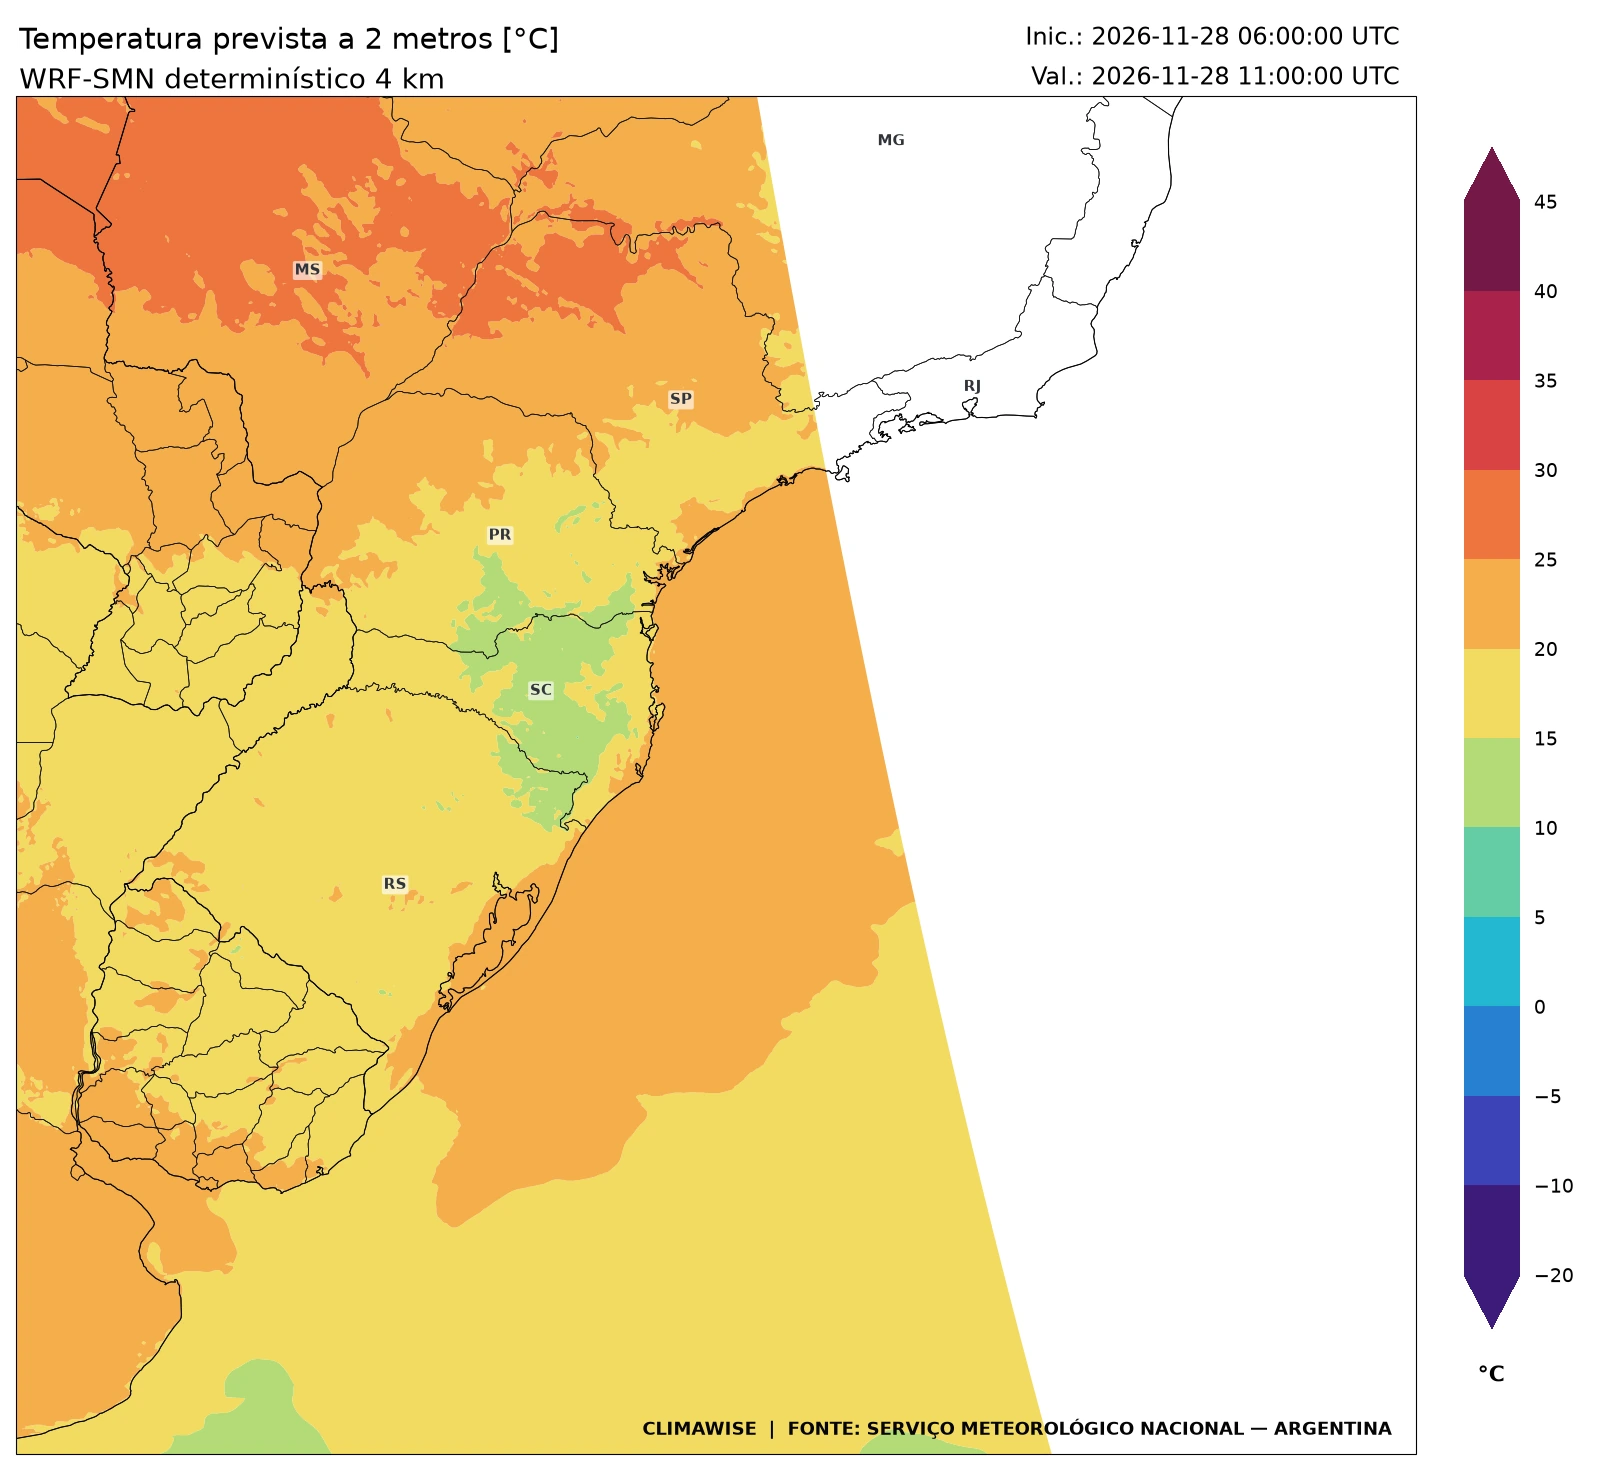 Temperatura prevista a 2 metros [°C]
WRF-SMN determinístico 4 km
Inic.: 2026-11-28 06:00:00 UTC
Val.: 2026-11-28 11:00:00 UTC
MG
MS
RJ
SP
PR
SC
RS
45
40
35
30
25
20
15
10
5
0
−5
−10
−20
°C
CLIMAWISE | FONTE: SERVIÇO METEOROLÓGICO NACIONAL — ARGENTINA